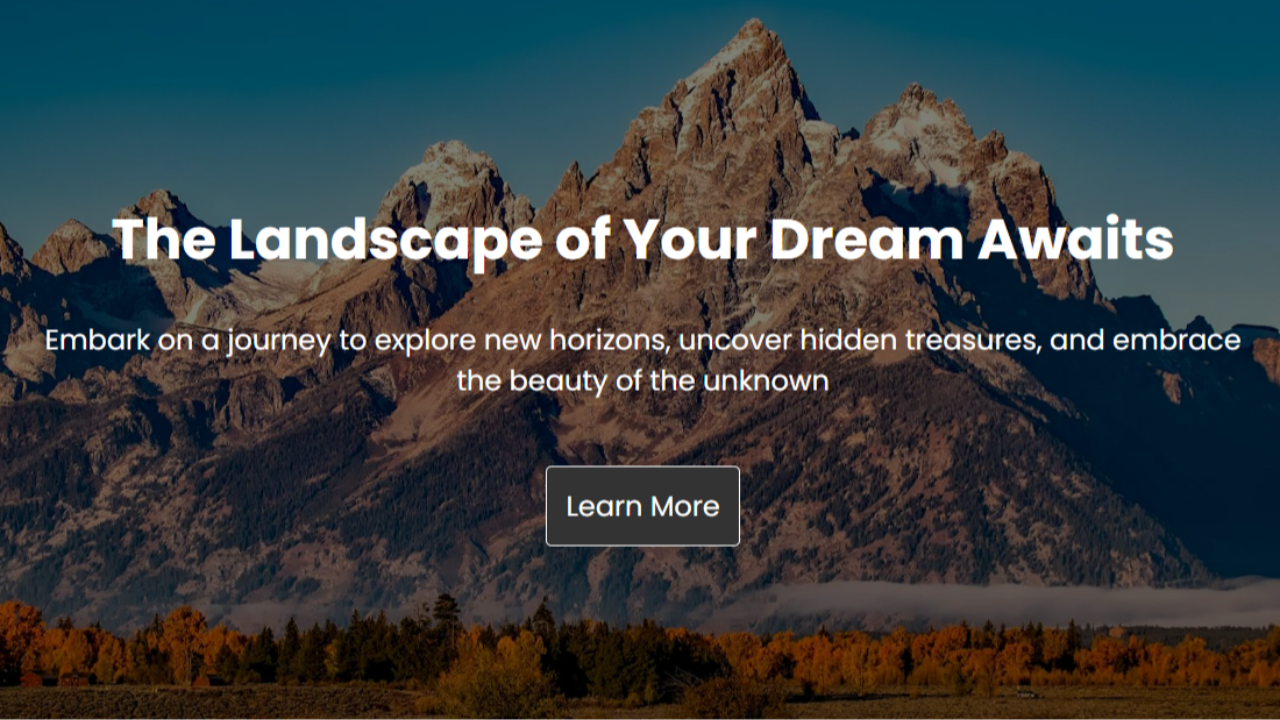 The Landscape of Your Dream Awaits
Embark on a journey to explore new horizons, uncover hidden treasures, and embrace
the beauty of the unknown
Learn More